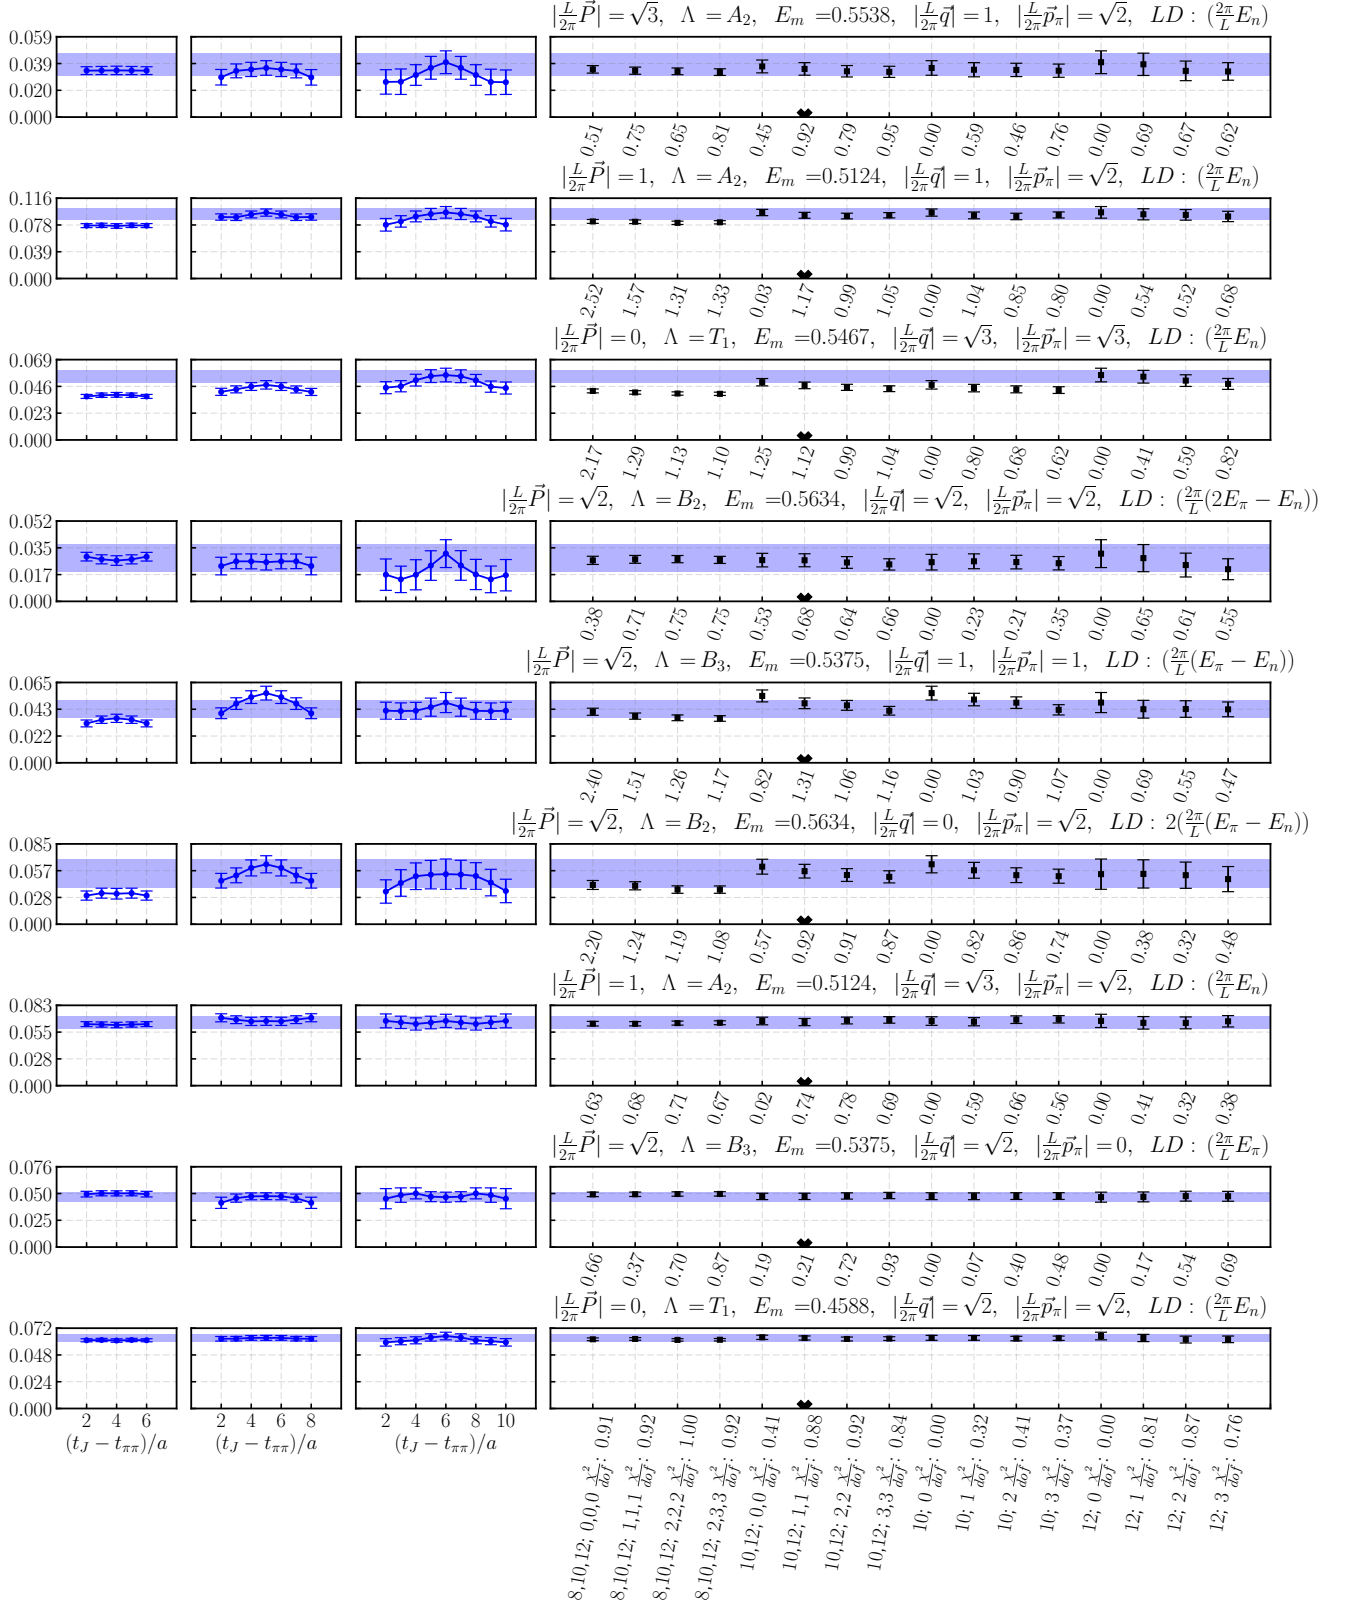 |L/2π P⃗| = √3, Λ = A₂, E_m =0.5538, |L/2π q⃗| = 1, |L/2π p⃗_π| = √2, LD : (2π/L E_n)
0.059
0.039
0.020
0.000
0.51 0.75 0.65 0.81 0.45 0.92 0.79 0.95 0.00 0.59 0.46 0.76 0.00 0.69 0.67 0.62
|L/2π P⃗| = 1, Λ = A₂, E_m =0.5124, |L/2π q⃗| = 1, |L/2π p⃗_π| = √2, LD : (2π/L E_n)
0.116
0.078
0.039
0.000
2.52 1.57 1.31 1.33 0.03 1.17 0.99 1.05 0.00 1.04 0.85 0.80 0.00 0.54 0.52 0.68
|L/2π P⃗| = 0, Λ = T₁, E_m =0.5467, |L/2π q⃗| = √3, |L/2π p⃗_π| = √3, LD : (2π/L E_n)
0.069
0.046
0.023
0.000
2.17 1.29 1.13 1.10 1.25 1.12 0.99 1.04 0.00 0.80 0.68 0.62 0.00 0.41 0.59 0.82
|L/2π P⃗| = √2, Λ = B₂, E_m =0.5634, |L/2π q⃗| = √2, |L/2π p⃗_π| = √2, LD : (2π/L (2E_π − E_n))
0.052
0.035
0.017
0.000
0.38 0.71 0.75 0.75 0.53 0.68 0.64 0.66 0.00 0.23 0.21 0.35 0.00 0.65 0.61 0.55
|L/2π P⃗| = √2, Λ = B₃, E_m =0.5375, |L/2π q⃗| = 1, |L/2π p⃗_π| = 1, LD : (2π/L (E_π − E_n))
0.065
0.043
0.022
0.000
2.40 1.51 1.26 1.17 0.82 1.31 1.06 1.16 0.00 1.03 0.90 1.07 0.00 0.69 0.55 0.47
|L/2π P⃗| = √2, Λ = B₂, E_m =0.5634, |L/2π q⃗| = 0, |L/2π p⃗_π| = √2, LD : 2(2π/L (E_π − E_n))
0.085
0.057
0.028
0.000
2.20 1.24 1.19 1.08 0.57 0.92 0.91 0.87 0.00 0.82 0.86 0.74 0.00 0.38 0.32 0.48
|L/2π P⃗| = 1, Λ = A₂, E_m =0.5124, |L/2π q⃗| = √3, |L/2π p⃗_π| = √2, LD : (2π/L E_n)
0.083
0.055
0.028
0.000
0.63 0.68 0.71 0.67 0.02 0.74 0.78 0.69 0.00 0.59 0.66 0.56 0.00 0.41 0.32 0.38
|L/2π P⃗| = √2, Λ = B₃, E_m =0.5375, |L/2π q⃗| = √2, |L/2π p⃗_π| = 0, LD : (2π/L E_π)
0.076
0.050
0.025
0.000
0.66 0.37 0.70 0.87 0.19 0.21 0.72 0.93 0.00 0.07 0.40 0.48 0.00 0.17 0.54 0.69
|L/2π P⃗| = 0, Λ = T₁, E_m =0.4588, |L/2π q⃗| = √2, |L/2π p⃗_π| = √2, LD : (2π/L E_n)
0.072
0.048
0.024
0.000
2 4 6
(t_J − t_ππ)/a
2 4 6 8
(t_J − t_ππ)/a
2 4 6 8 10
(t_J − t_ππ)/a
8,10,12; 0,0,0 χ²/dof: 0.91
8,10,12; 1,1,1 χ²/dof: 0.92
8,10,12; 2,2,2 χ²/dof: 1.00
8,10,12; 2,3,3 χ²/dof: 0.92
10,12; 0,0 χ²/dof: 0.41
10,12; 1,1 χ²/dof: 0.88
10,12; 2,2 χ²/dof: 0.92
10,12; 3,3 χ²/dof: 0.84
10; 0 χ²/dof: 0.00
10; 1 χ²/dof: 0.32
10; 2 χ²/dof: 0.41
10; 3 χ²/dof: 0.37
12; 0 χ²/dof: 0.00
12; 1 χ²/dof: 0.81
12; 2 χ²/dof: 0.87
12; 3 χ²/dof: 0.76